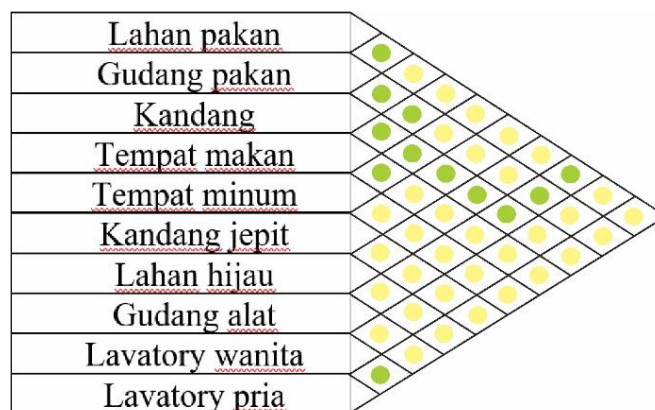 Lahan pakan
Gudang pakan
Kandang
Tempat makan
Tempat minum
Kandang jepit
Lahan hijau
Gudang alat
Lavatory wanita
Lavatory pria